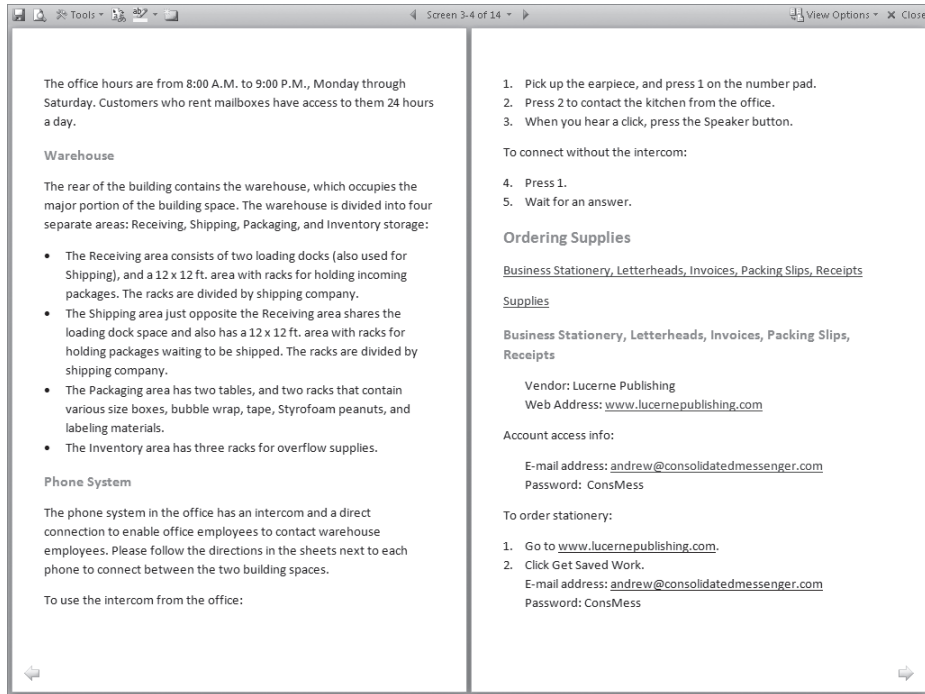 Tools
Screen 3-4 of 14
View Options
Close
The office hours are from 8:00 A.M. to 9:00 P.M., Monday through
Saturday. Customers who rent mailboxes have access to them 24 hours
a day.
Warehouse
The rear of the building contains the warehouse, which occupies the
major portion of the building space. The warehouse is divided into four
separate areas: Receiving, Shipping, Packaging, and Inventory storage:
• The Receiving area consists of two loading docks (also used for
Shipping), and a 12 x 12 ft. area with racks for holding incoming
packages. The racks are divided by shipping company.
• The Shipping area just opposite the Receiving area shares the
loading dock space and also has a 12 x 12 ft. area with racks for
holding packages waiting to be shipped. The racks are divided by
shipping company.
• The Packaging area has two tables, and two racks that contain
various size boxes, bubble wrap, tape, Styrofoam peanuts, and
labeling materials.
• The Inventory area has three racks for overflow supplies.
Phone System
The phone system in the office has an intercom and a direct
connection to enable office employees to contact warehouse
employees. Please follow the directions in the sheets next to each
phone to connect between the two building spaces.
To use the intercom from the office:
1. Pick up the earpiece, and press 1 on the number pad.
2. Press 2 to contact the kitchen from the office.
3. When you hear a click, press the Speaker button.
To connect without the intercom:
4. Press 1.
5. Wait for an answer.
Ordering Supplies
Business Stationery, Letterheads, Invoices, Packing Slips, Receipts
Supplies
Business Stationery, Letterheads, Invoices, Packing Slips,
Receipts
Vendor: Lucerne Publishing
Web Address: www.lucernepublishing.com
Account access info:
E-mail address: andrew@consolidatedmessenger.com
Password: ConsMess
To order stationery:
1. Go to www.lucernepublishing.com.
2. Click Get Saved Work.
E-mail address: andrew@consolidatedmessenger.com
Password: ConsMess